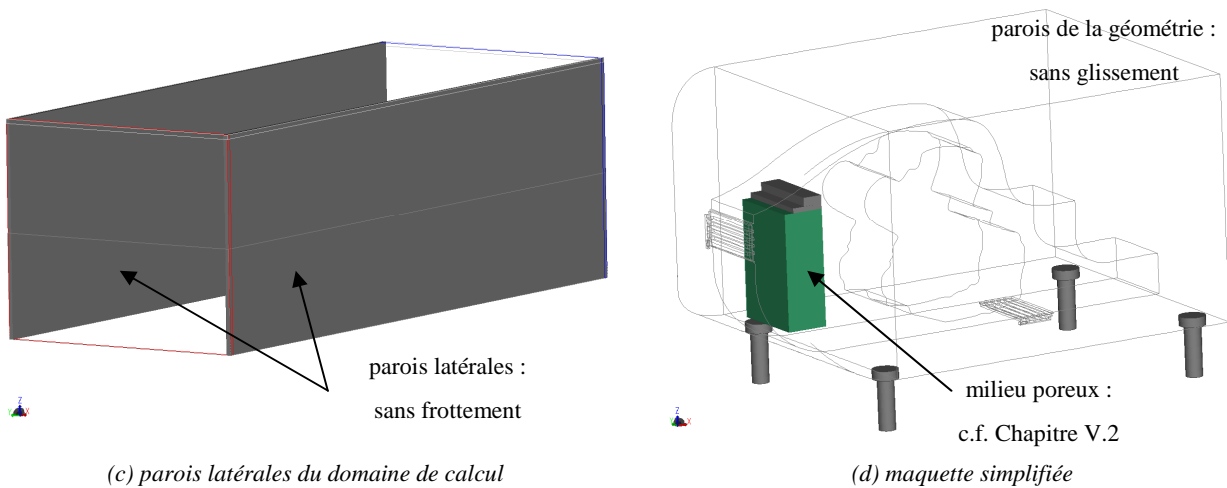 parois de la géométrie :
sans glissement
parois latérales :
sans frottement
milieu poreux :
c.f. Chapitre V.2
Z
Y
X
Z
Y
X
(c) parois latérales du domaine de calcul
(d) maquette simplifiée